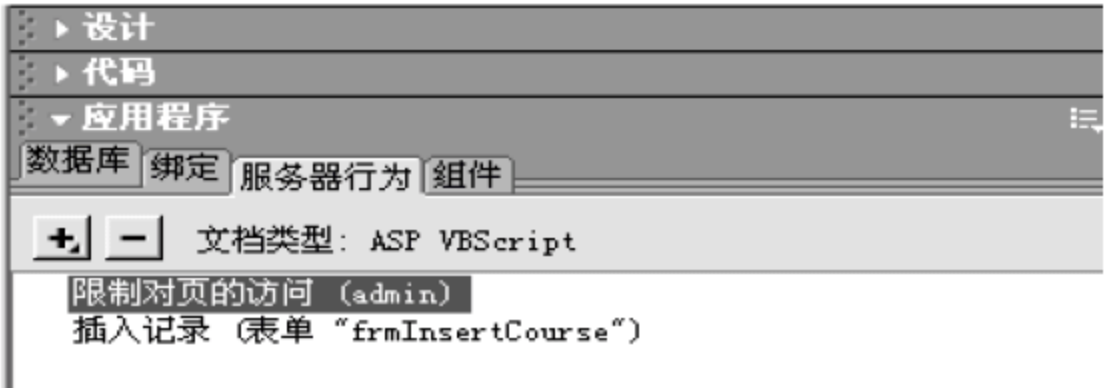 设计
代码
应用程序
数据库 绑定 服务器行为 组件
文档类型: ASP VBScript
限制对页的访问 (admin)
插入记录 (表单 "frmInsertCourse")